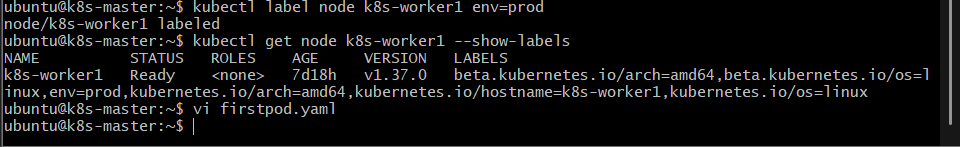 ubuntu@k8s-master:~$ kubectl label node k8s-worker1 env=prod
node/k8s-worker1 labeled
ubuntu@k8s-master:~$ kubectl get node k8s-worker1 --show-labels
NAME STATUS ROLES AGE VERSION LABELS
k8s-worker1 Ready <none> 7d18h v1.37.0 beta.kubernetes.io/arch=amd64,beta.kubernetes.io/os=l
inux,env=prod,kubernetes.io/arch=amd64,kubernetes.io/hostname=k8s-worker1,kubernetes.io/os=linux
ubuntu@k8s-master:~$ vi firstpod.yaml
ubuntu@k8s-master:~$